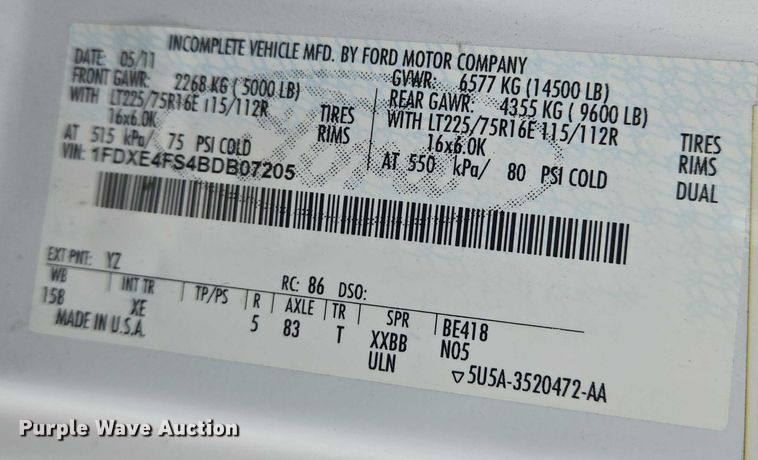 INCOMPLETE VEHICLE MFD. BY FORD MOTOR COMPANY
DATE: 05/11 GVWR: 6577 KG (14500 LB)
FRONT GAWR: 2268 KG ( 5000 LB) REAR GAWR: 4355 KG ( 9600 LB)
WITH LT225/75R16E 115/112R TIRES WITH LT225/75R16E 115/112R TIRES
16x6.0K RIMS 16x6.0K RIMS
AT 515 kPa/ 75 PSI COLD AT 550 kPa/ 80 PSI COLD DUAL
VIN: 1FDXE4FS4BDB07205
EXT PNT: YZ RC: 86 DSO:
WB INT TR TP/PS R AXLE TR SPR BE418
158 XE 5 83 T XXBB N05
MADE IN U.S.A. ULN ▽5U5A-3520472-AA
Purple Wave Auction